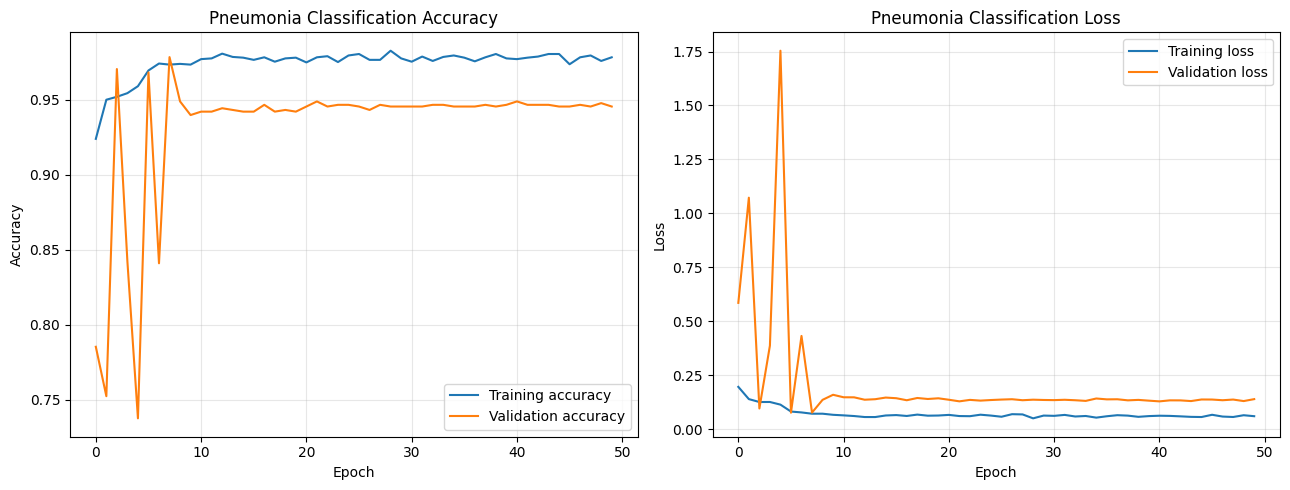 Pneumonia Classification Accuracy
0.95
0.90
0.85
0.80
0.75
Accuracy
0 10 20 30 40 50
Epoch
Training accuracy
Validation accuracy
Pneumonia Classification Loss
1.75
1.50
1.25
1.00
0.75
0.50
0.25
0.00
Loss
0 10 20 30 40 50
Epoch
Training loss
Validation loss